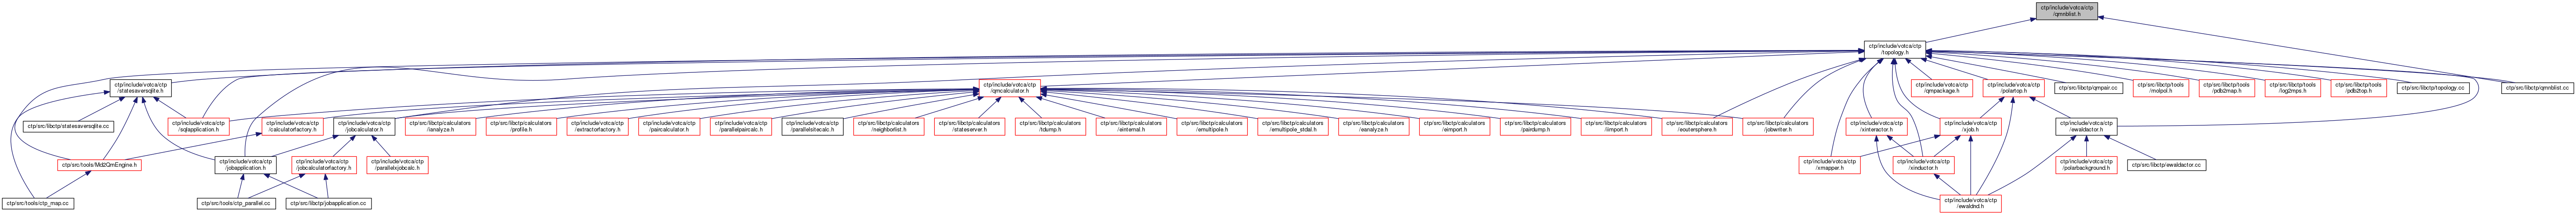 ctp/include/votca/ctp
/qmnblist.h
ctp/include/votca/ctp
/topology.h
ctp/include/votca/ctp
/statesaversqlite.h
ctp/include/votca/ctp
/qmcalculator.h
ctp/include/votca/ctp
/qmpackage.h
ctp/include/votca/ctp
/polartop.h
ctp/src/libctp/qmpair.cc
ctp/src/libctp/tools
/molpol.h
ctp/src/libctp/tools
/pdb2map.h
ctp/src/libctp/tools
/log2mps.h
ctp/src/libctp/tools
/pdb2top.h
ctp/src/libctp/topology.cc
ctp/src/libctp/qmnblist.cc
ctp/src/libctp/statesaversqlite.cc
ctp/include/votca/ctp
/sqlapplication.h
ctp/include/votca/ctp
/calculatorfactory.h
ctp/include/votca/ctp
/jobcalculator.h
ctp/src/libctp/calculators
/ianalyze.h
ctp/src/libctp/calculators
/profile.h
ctp/include/votca/ctp
/extractorfactory.h
ctp/include/votca/ctp
/paircalculator.h
ctp/include/votca/ctp
/parallelpaircalc.h
ctp/include/votca/ctp
/parallelsitecalc.h
ctp/src/libctp/calculators
/neighborlist.h
ctp/src/libctp/calculators
/stateserver.h
ctp/src/libctp/calculators
/tdump.h
ctp/src/libctp/calculators
/einternal.h
ctp/src/libctp/calculators
/emultipole.h
ctp/src/libctp/calculators
/emultipole_stdal.h
ctp/src/libctp/calculators
/eanalyze.h
ctp/src/libctp/calculators
/eimport.h
ctp/src/libctp/calculators
/pairdump.h
ctp/src/libctp/calculators
/iimport.h
ctp/src/libctp/calculators
/eoutersphere.h
ctp/src/libctp/calculators
/jobwriter.h
ctp/include/votca/ctp
/xinteractor.h
ctp/include/votca/ctp
/xjob.h
ctp/include/votca/ctp
/ewaldactor.h
ctp/src/tools/Md2QmEngine.h
ctp/include/votca/ctp
/jobapplication.h
ctp/include/votca/ctp
/jobcalculatorfactory.h
ctp/include/votca/ctp
/parallelxjobcalc.h
ctp/include/votca/ctp
/xmapper.h
ctp/include/votca/ctp
/xinductor.h
ctp/include/votca/ctp
/polarbackground.h
ctp/src/libctp/ewaldactor.cc
ctp/src/tools/ctp_map.cc
ctp/src/tools/ctp_parallel.cc
ctp/src/libctp/jobapplication.cc
ctp/include/votca/ctp
/ewaldnd.h